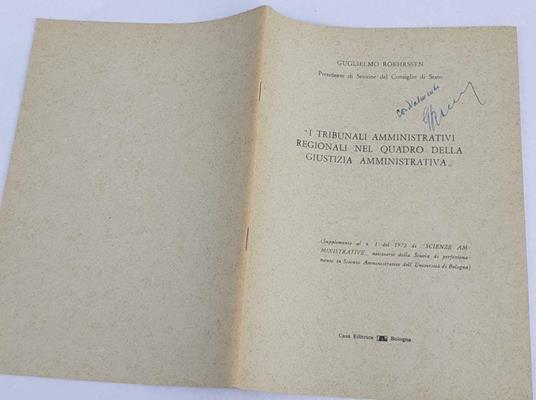 GUGLIELMO ROEHRSSEN
Presidente di Sezione del Consiglio di Stato
cordialmente
"I TRIBUNALI AMMINISTRATIVI
REGIONALI NEL QUADRO DELLA
GIUSTIZIA AMMINISTRATIVA"
(Supplemento al n. 1 del 1972 di "SCIENZE AM-
MINISTRATIVE" notiziario della Scuola di perfeziona-
mento in Scienze Amministrative dell'Università di Bologna)
Casa Editrice Bologna